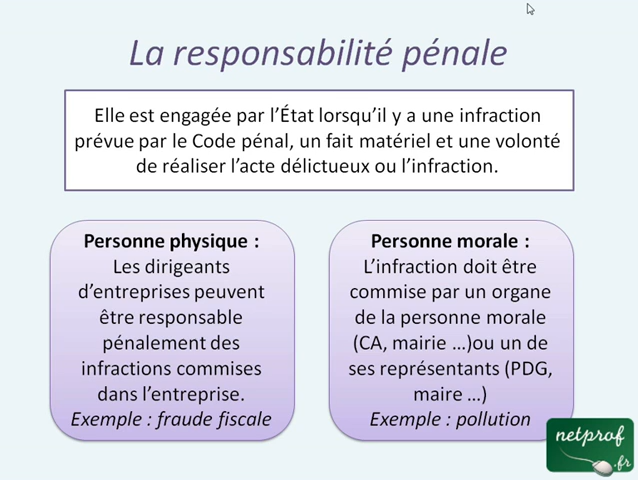 La responsabilité pénale
Elle est engagée par l'État lorsqu'il y a une infraction
prévue par le Code pénal, un fait matériel et une volonté
de réaliser l'acte délictueux ou l'infraction.
Personne physique :
Les dirigeants
d'entreprises peuvent
être responsable
pénalement des
infractions commises
dans l'entreprise.
Exemple : fraude fiscale
Personne morale :
L'infraction doit être
commise par un organe
de la personne morale
(CA, mairie ...)ou un de
ses représentants (PDG,
maire ...)
Exemple : pollution
netprof
.fr